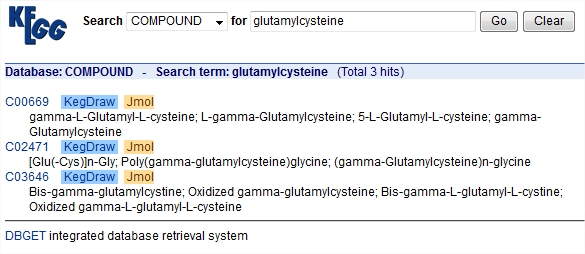 KEGG
Search COMPOUND for glutamylcysteine Go Clear
Database: COMPOUND - Search term: glutamylcysteine (Total 3 hits)
C00669 KegDraw Jmol
gamma-L-Glutamyl-L-cysteine; L-gamma-Glutamylcysteine; 5-L-Glutamyl-L-cysteine; gamma-
Glutamylcysteine
C02471 KegDraw Jmol
[Glu(-Cys)]n-Gly; Poly(gamma-glutamylcysteine)glycine; (gamma-Glutamylcysteine)n-glycine
C03646 KegDraw Jmol
Bis-gamma-glutamylcystine; Oxidized gamma-glutamylcysteine; Bis-gamma-L-glutamyl-L-cystine;
Oxidized gamma-L-glutamyl-L-cysteine
DBGET integrated database retrieval system